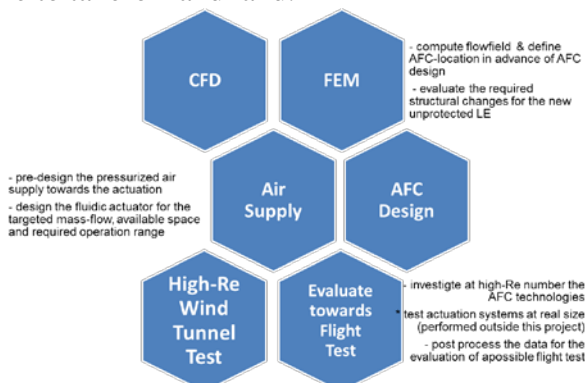 CFD
FEM
- compute flowfield & define
AFC-location in advance of AFC
design
- evaluate the required
structural changes for the new
unprotected LE
- pre-design the pressurized air
supply towards the actuation
- design the fluidic actuator for the
targeted mass-flow, available space
and required operation range
Air
Supply
AFC
Design
High-Re
Wind
Tunnel
Test
Evaluate
towards
Flight
Test
- investigte at high-Re number the
AFC technologies
* test actuation systems at real size
(performed outside this project)
- post process the data for the
evaluation of apossible flight test